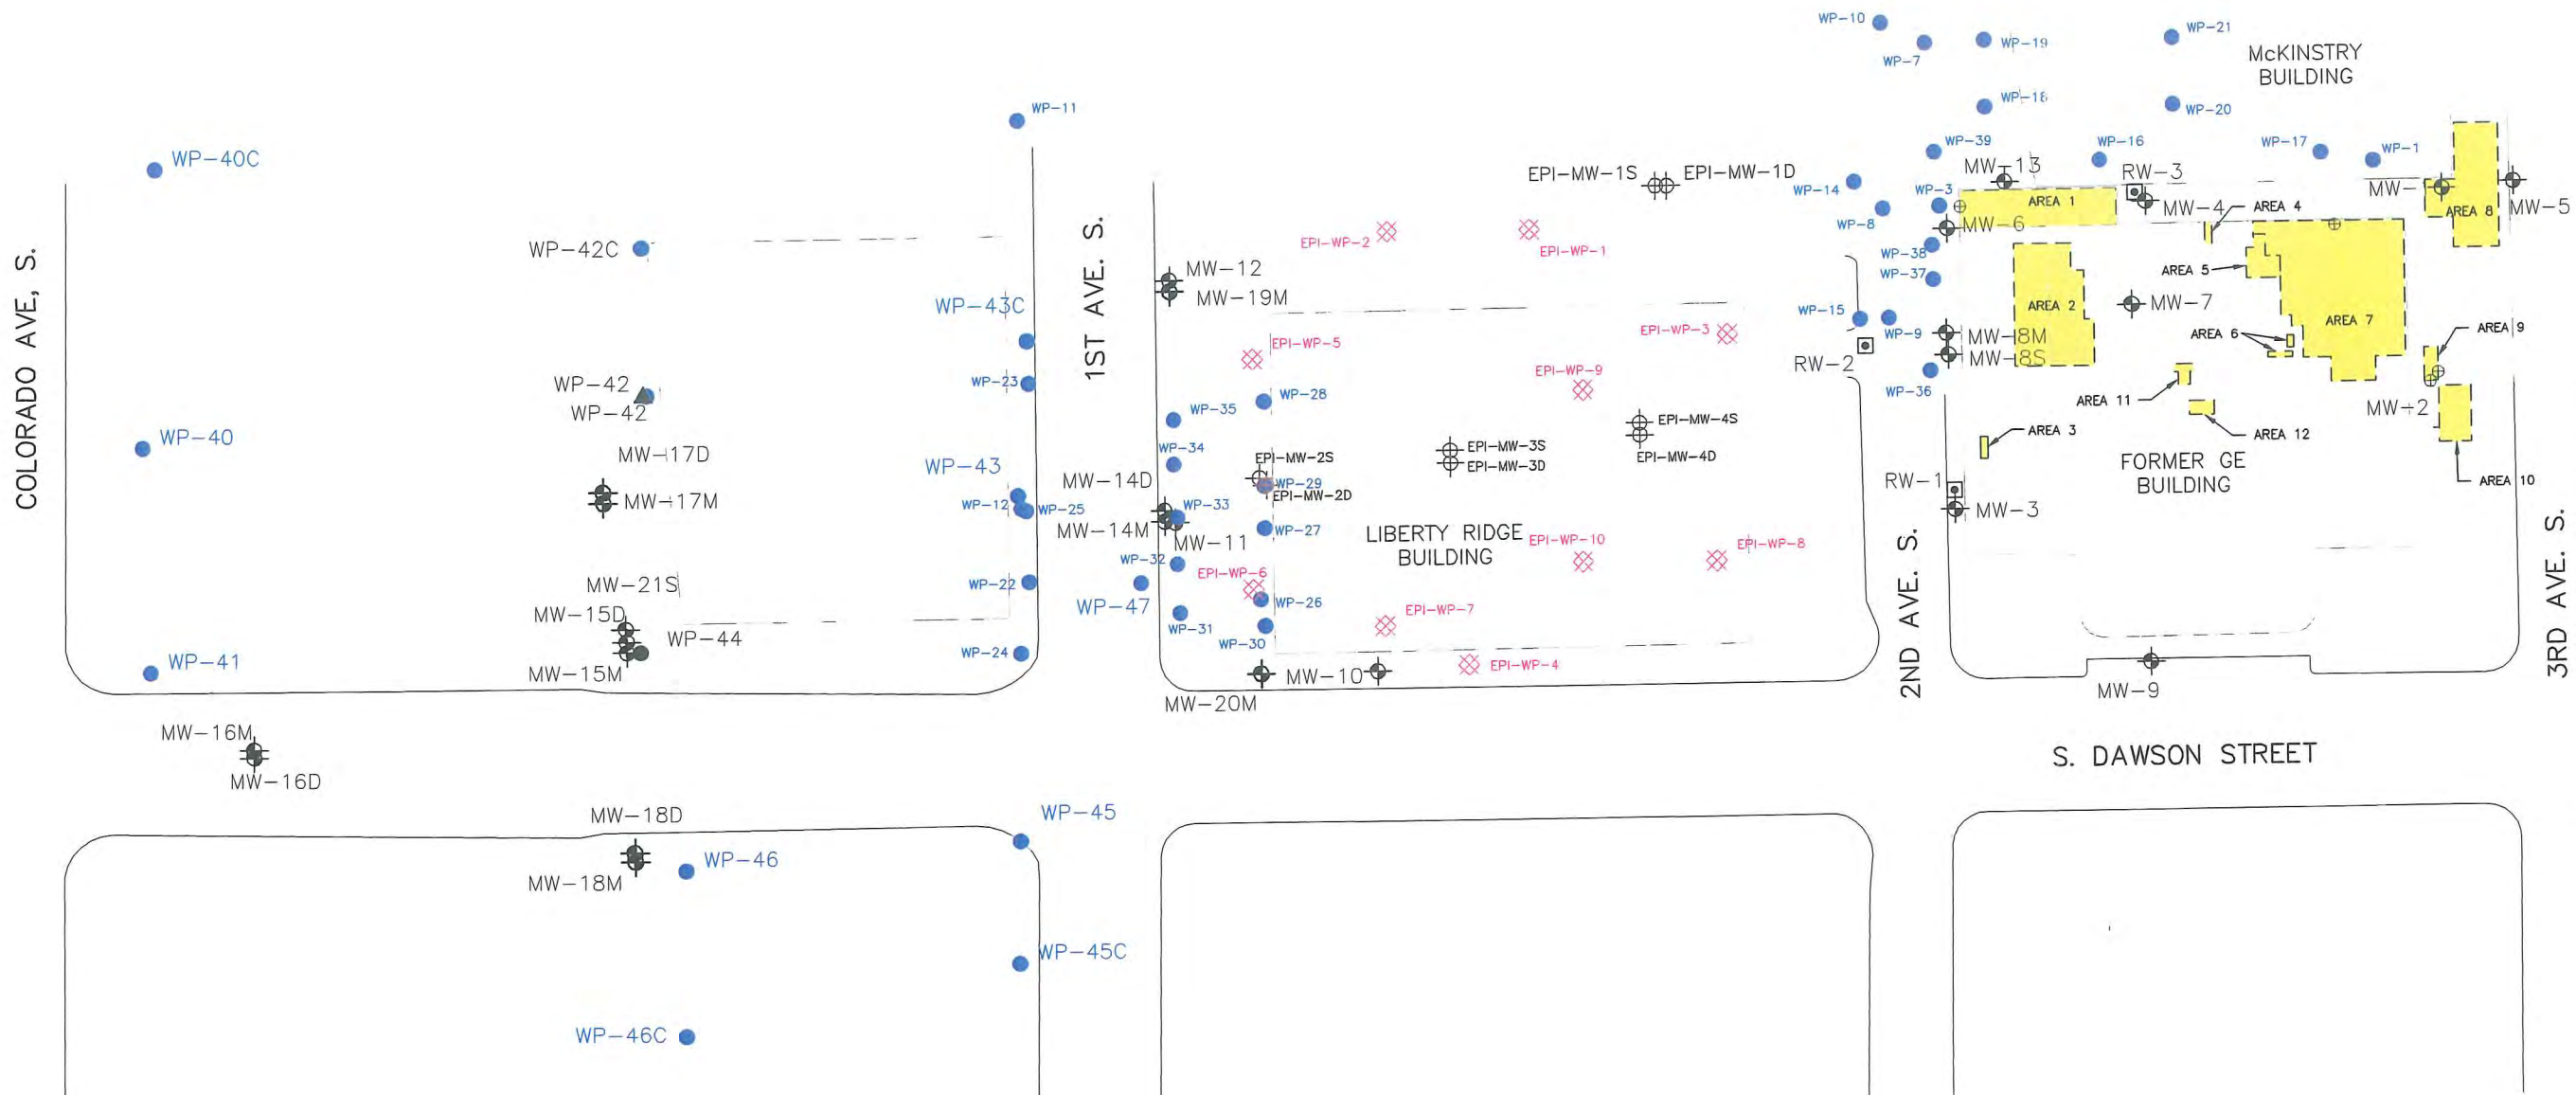 WP-10
WP-7
WP-19
WP-21
McKINSTRY
BUILDING
WP-18
WP-20
WP-11
WP-40C
WP-39
WP-16
WP-17
WP-1
MW-13
RW-3
EPI-MW-1S
EPI-MW-1D
WP-14
WP-3
AREA 1
MW-4
AREA 4
MW-
AREA 8
MW-5
WP-8
MW-6
COLORADO AVE, S.
WP-42C
1ST AVE. S.
EPI-WP-2
EPI-WP-1
WP-38
WP-37
AREA 5
MW-12
MW-19M
WP-43C
WP-15
WP-9
AREA 2
MW-7
AREA 7
AREA 6
AREA 9
EPI-WP-5
EPI-WP-3
MW-8M
MW-8S
RW-2
WP-42
WP-42
WP-23
EPI-WP-9
WP-36
AREA 11
MW-2
WP-28
WP-35
WP-40
WP-34
EPI-MW-4S
EPI-MW-4D
AREA 3
AREA 12
MW-17D
MW-17M
WP-43
EPI-MW-3S
EPI-MW-3D
EPI-MW-2S
WP-29
EPI-MW-2D
FORMER GE
BUILDING
AREA 10
MW-14D
WP-12
WP-25
WP-33
MW-14M
MW-11
WP-27
RW-1
MW-3
LIBERTY RIDGE
BUILDING
EPI-WP-10
EPI-WP-8
WP-32
EPI-WP-6
MW-21S
WP-22
WP-47
WP-26
EPI-WP-7
2ND AVE. S.
3RD AVE. S.
MW-15D
WP-44
WP-31
WP-30
WP-41
MW-15M
WP-24
MW-10
EPI-WP-4
MW-20M
MW-9
MW-16M
MW-16D
S. DAWSON STREET
MW-18D
WP-45
WP-46
MW-18M
WP-45C
WP-46C